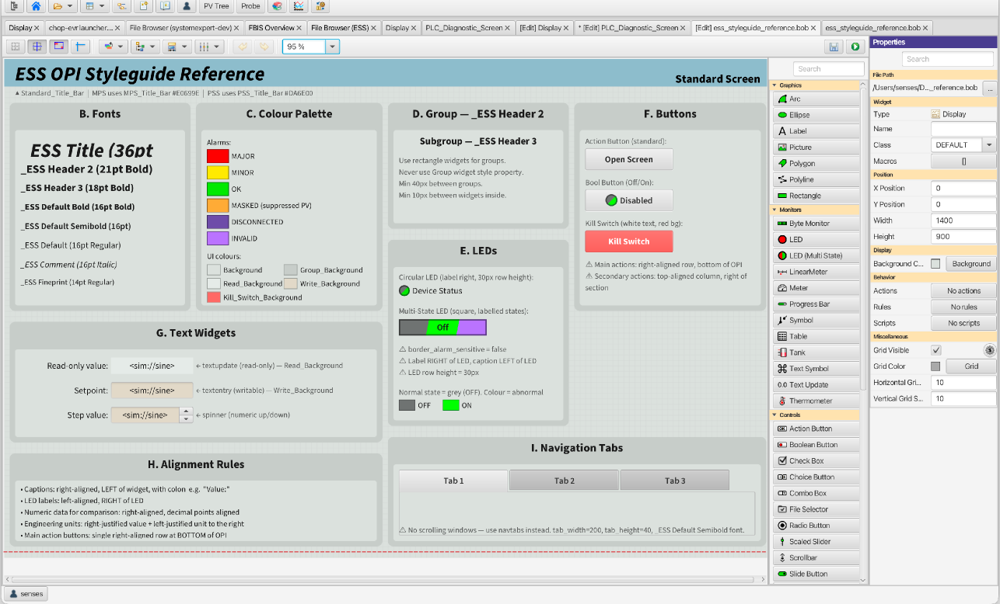 PV Tree
Probe
Display
chop-evr launcher....
File Browser (systemexpert-dev)
FBIS Overview
File Browser (ESS)
Display
PLC_Diagnostic_Screen
[Edit] Display
* [Edit] PLC_Diagnostic_Screen
[Edit] ess_styleguide_reference.bob
ess_styleguide_reference.bob
95 %
ESS OPI Styleguide Reference
Standard Screen
▲ Standard_Title_Bar | MPS uses MPS_Title_Bar #E0699E | PSS uses PSS_Title_Bar #DA6E00
B. Fonts
ESS Title (36pt
_ESS Header 2 (21pt Bold)
_ESS Header 3 (18pt Bold)
_ESS Default Bold (16pt Bold)
_ESS Default Semibold (16pt)
_ESS Default (16pt Regular)
_ESS Comment (16pt Italic)
_ESS Fineprint (14pt Regular)
C. Colour Palette
Alarms:
MAJOR
MINOR
OK
MASKED (suppressed PV)
DISCONNECTED
INVALID
UI colours:
Background
Group_Background
Read_Background
Write_Background
Kill_Switch_Background
D. Group — _ESS Header 2
Subgroup — _ESS Header 3
Use rectangle widgets for groups.
Never use Group widget style property.
Min 40px between groups.
Min 10px between widgets inside.
E. LEDs
Circular LED (label right, 30px row height):
Device Status
Multi-State LED (square, labelled states):
Off
⚠ border_alarm_sensitive = false
⚠ Label RIGHT of LED, caption LEFT of LED
⚠ LED row height = 30px
Normal state = grey (OFF). Colour = abnormal
OFF
ON
F. Buttons
Action Button (standard):
Open Screen
Bool Button (Off/On):
Disabled
Kill Switch (white text, red bg):
Kill Switch
⚠ Main actions: right-aligned row, bottom of OPI
⚠ Secondary actions: top-aligned column, right of
section
G. Text Widgets
Read-only value:
<sim://sine>
← textupdate (read-only) — Read_Background
Setpoint:
<sim://sine>
← textentry (writable) — Write_Background
Step value:
<sim://sine>
← spinner (numeric up/down)
H. Alignment Rules
• Captions: right-aligned, LEFT of widget, with colon e.g. "Value:"
• LED labels: left-aligned, RIGHT of LED
• Numeric data for comparison: right-aligned, decimal points aligned
• Engineering units: right-justified value + left-justified unit to the right
• Main action buttons: single right-aligned row at BOTTOM of OPI
I. Navigation Tabs
Tab 1
Tab 2
Tab 3
⚠ No scrolling windows — use navtabs instead. tab_width=200, tab_height=40, _ESS Default Semibold font.
Search
Graphics
Arc
Ellipse
Label
Picture
Polygon
Polyline
Rectangle
Monitors
Byte Monitor
LED
LED (Multi State)
LinearMeter
Meter
Progress Bar
Symbol
Table
Tank
Text Symbol
Text Update
Thermometer
Controls
Action Button
Boolean Button
Check Box
Choice Button
Combo Box
File Selector
Radio Button
Scaled Slider
Scrollbar
Slide Button
Properties
Search
File Path
/Users/senses/D..._reference.bob
...
Widget
Type
Display
Name
Class
DEFAULT
Macros
[]
Position
X Position
0
Y Position
0
Width
1400
Height
900
Display
Background C...
Background
Behavior
Actions
No actions
Rules
No rules
Scripts
No scripts
Miscellaneous
Grid Visible
Grid Color
Grid
Horizontal Gri...
10
Vertical Grid S...
10
senses